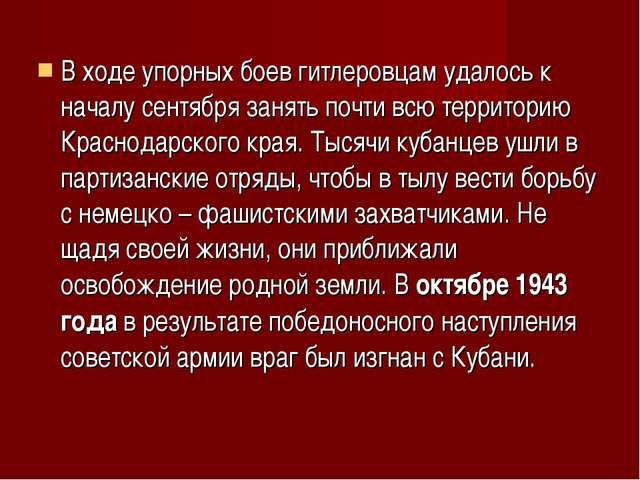 В ходе упорных боев гитлеровцам удалось к
началу сентября занять почти всю территорию
Краснодарского края. Тысячи кубанцев ушли в
партизанские отряды, чтобы в тылу вести борьбу
с немецко – фашистскими захватчиками. Не
щадя своей жизни, они приближали
освобождение родной земли. В октябре 1943
года в результате победоносного наступления
советской армии враг был изгнан с Кубани.